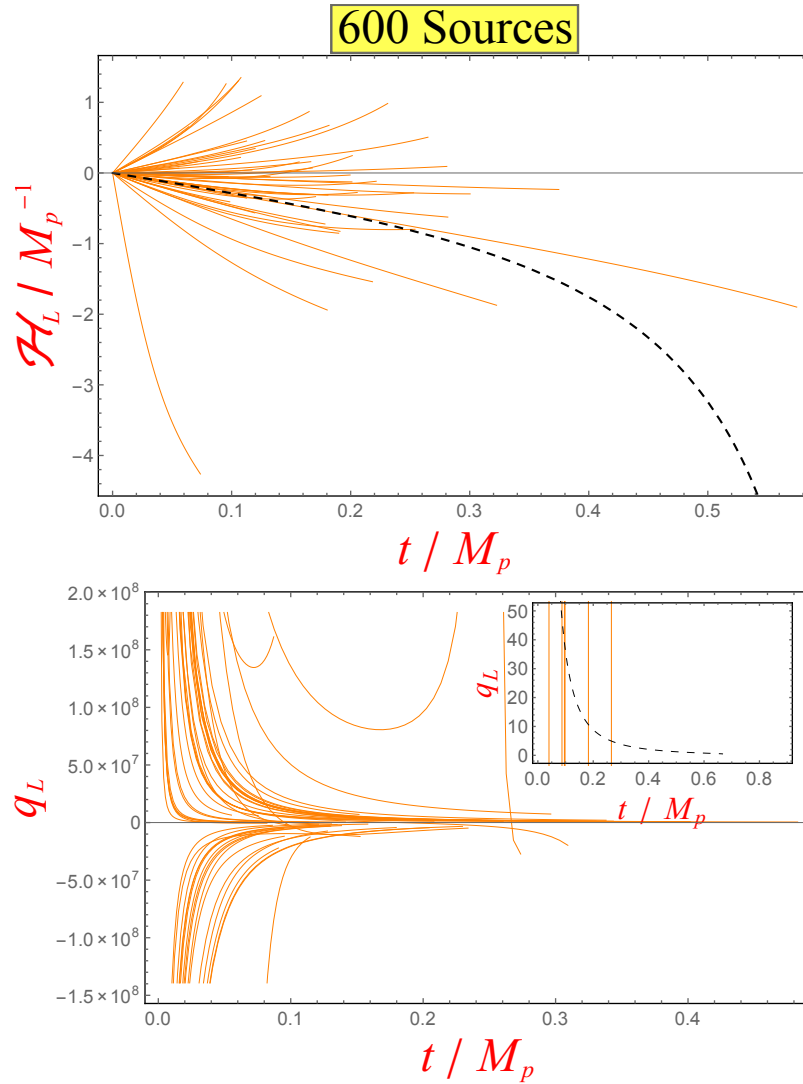 600 Sources
1
0
−1
−2
−3
−4
ℋ_L / M_p^{-1}
0.0 0.1 0.2 0.3 0.4 0.5
t / M_p
2.0 × 10^8
1.5 × 10^8
1.0 × 10^8
5.0 × 10^7
0
−5.0 × 10^7
−1.0 × 10^8
−1.5 × 10^8
q_L
50
40
30
20
10
0
q_L
0.0 0.2 0.4 0.6 0.8
t / M_p
0.0 0.1 0.2 0.4
t / M_p